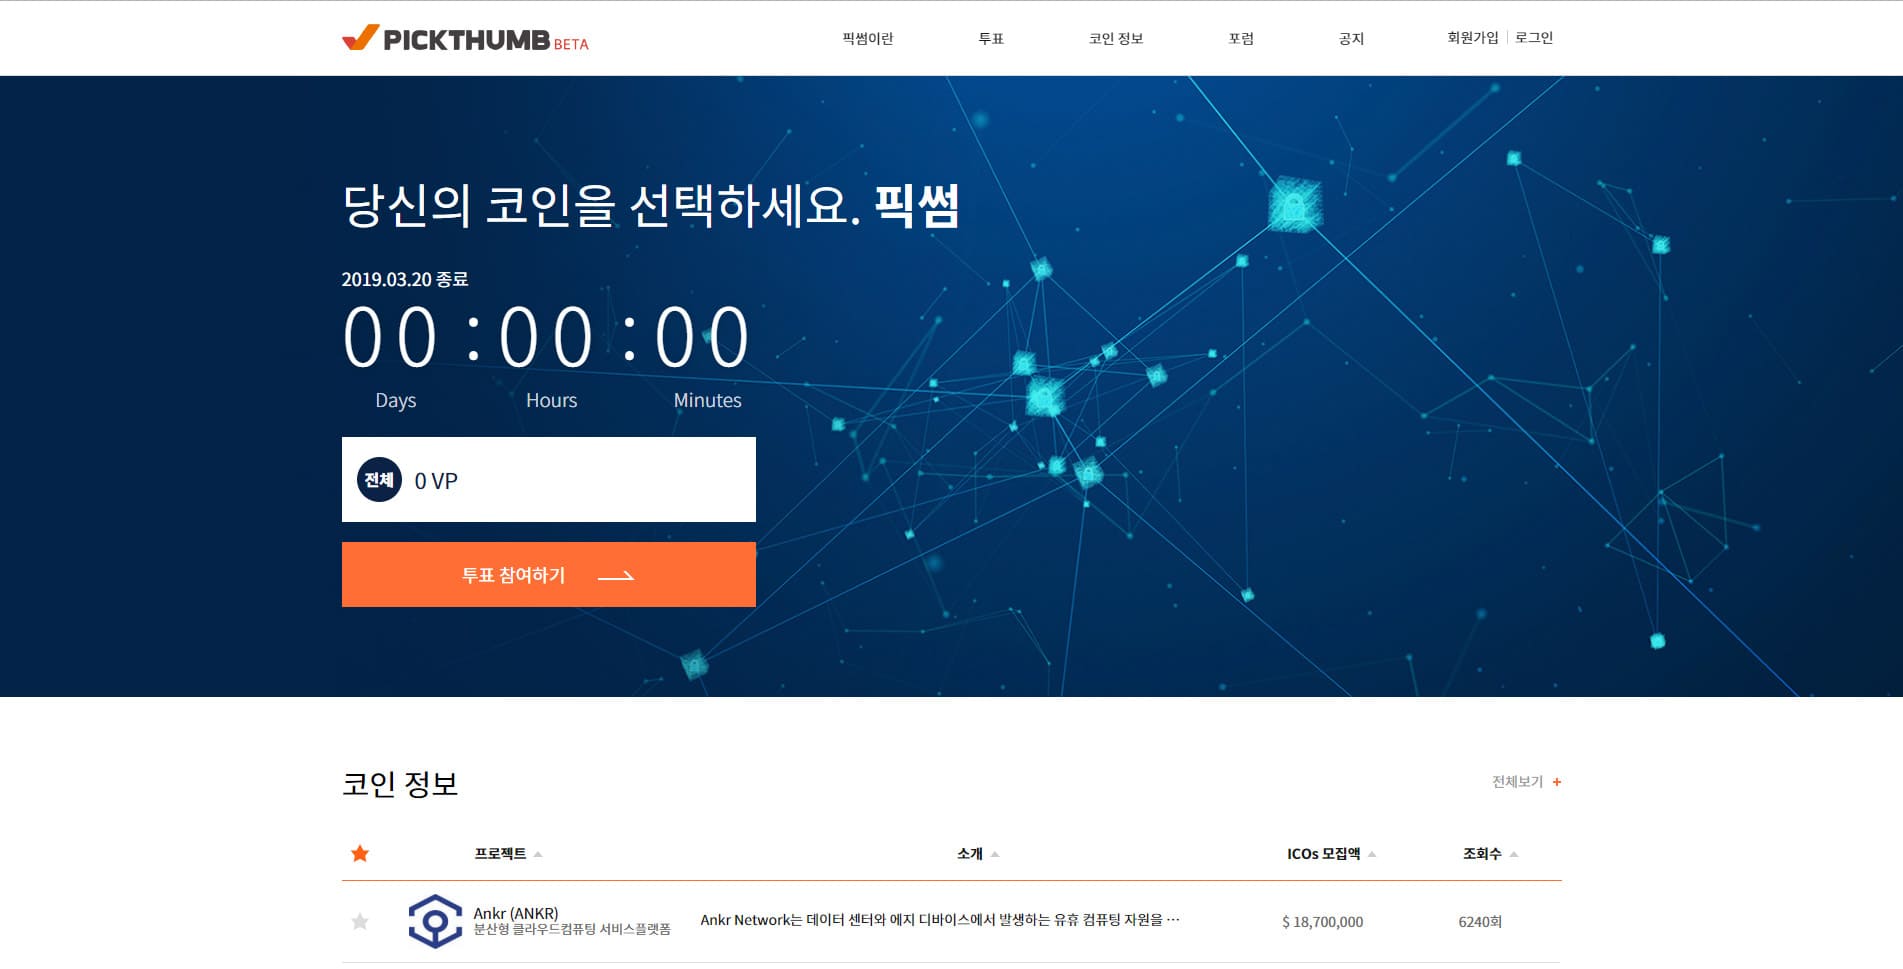 PICKTHUMB BETA
픽썸이란
투표
코인 정보
포럼
공지
회원가입
로그인
당신의 코인을 선택하세요. 픽썸
2019.03.20 종료
00 : 00 : 00
Days
Hours
Minutes
전체
0 VP
투표 참여하기
코인 정보
전체보기 +
프로젝트
소개
ICOs 모집액
조회수
Ankr (ANKR)
분산형 클라우드컴퓨팅 서비스플랫폼
Ankr Network는 데이터 센터와 에지 디바이스에서 발생하는 유휴 컴퓨팅 자원을 ···
$ 18,700,000
6240회